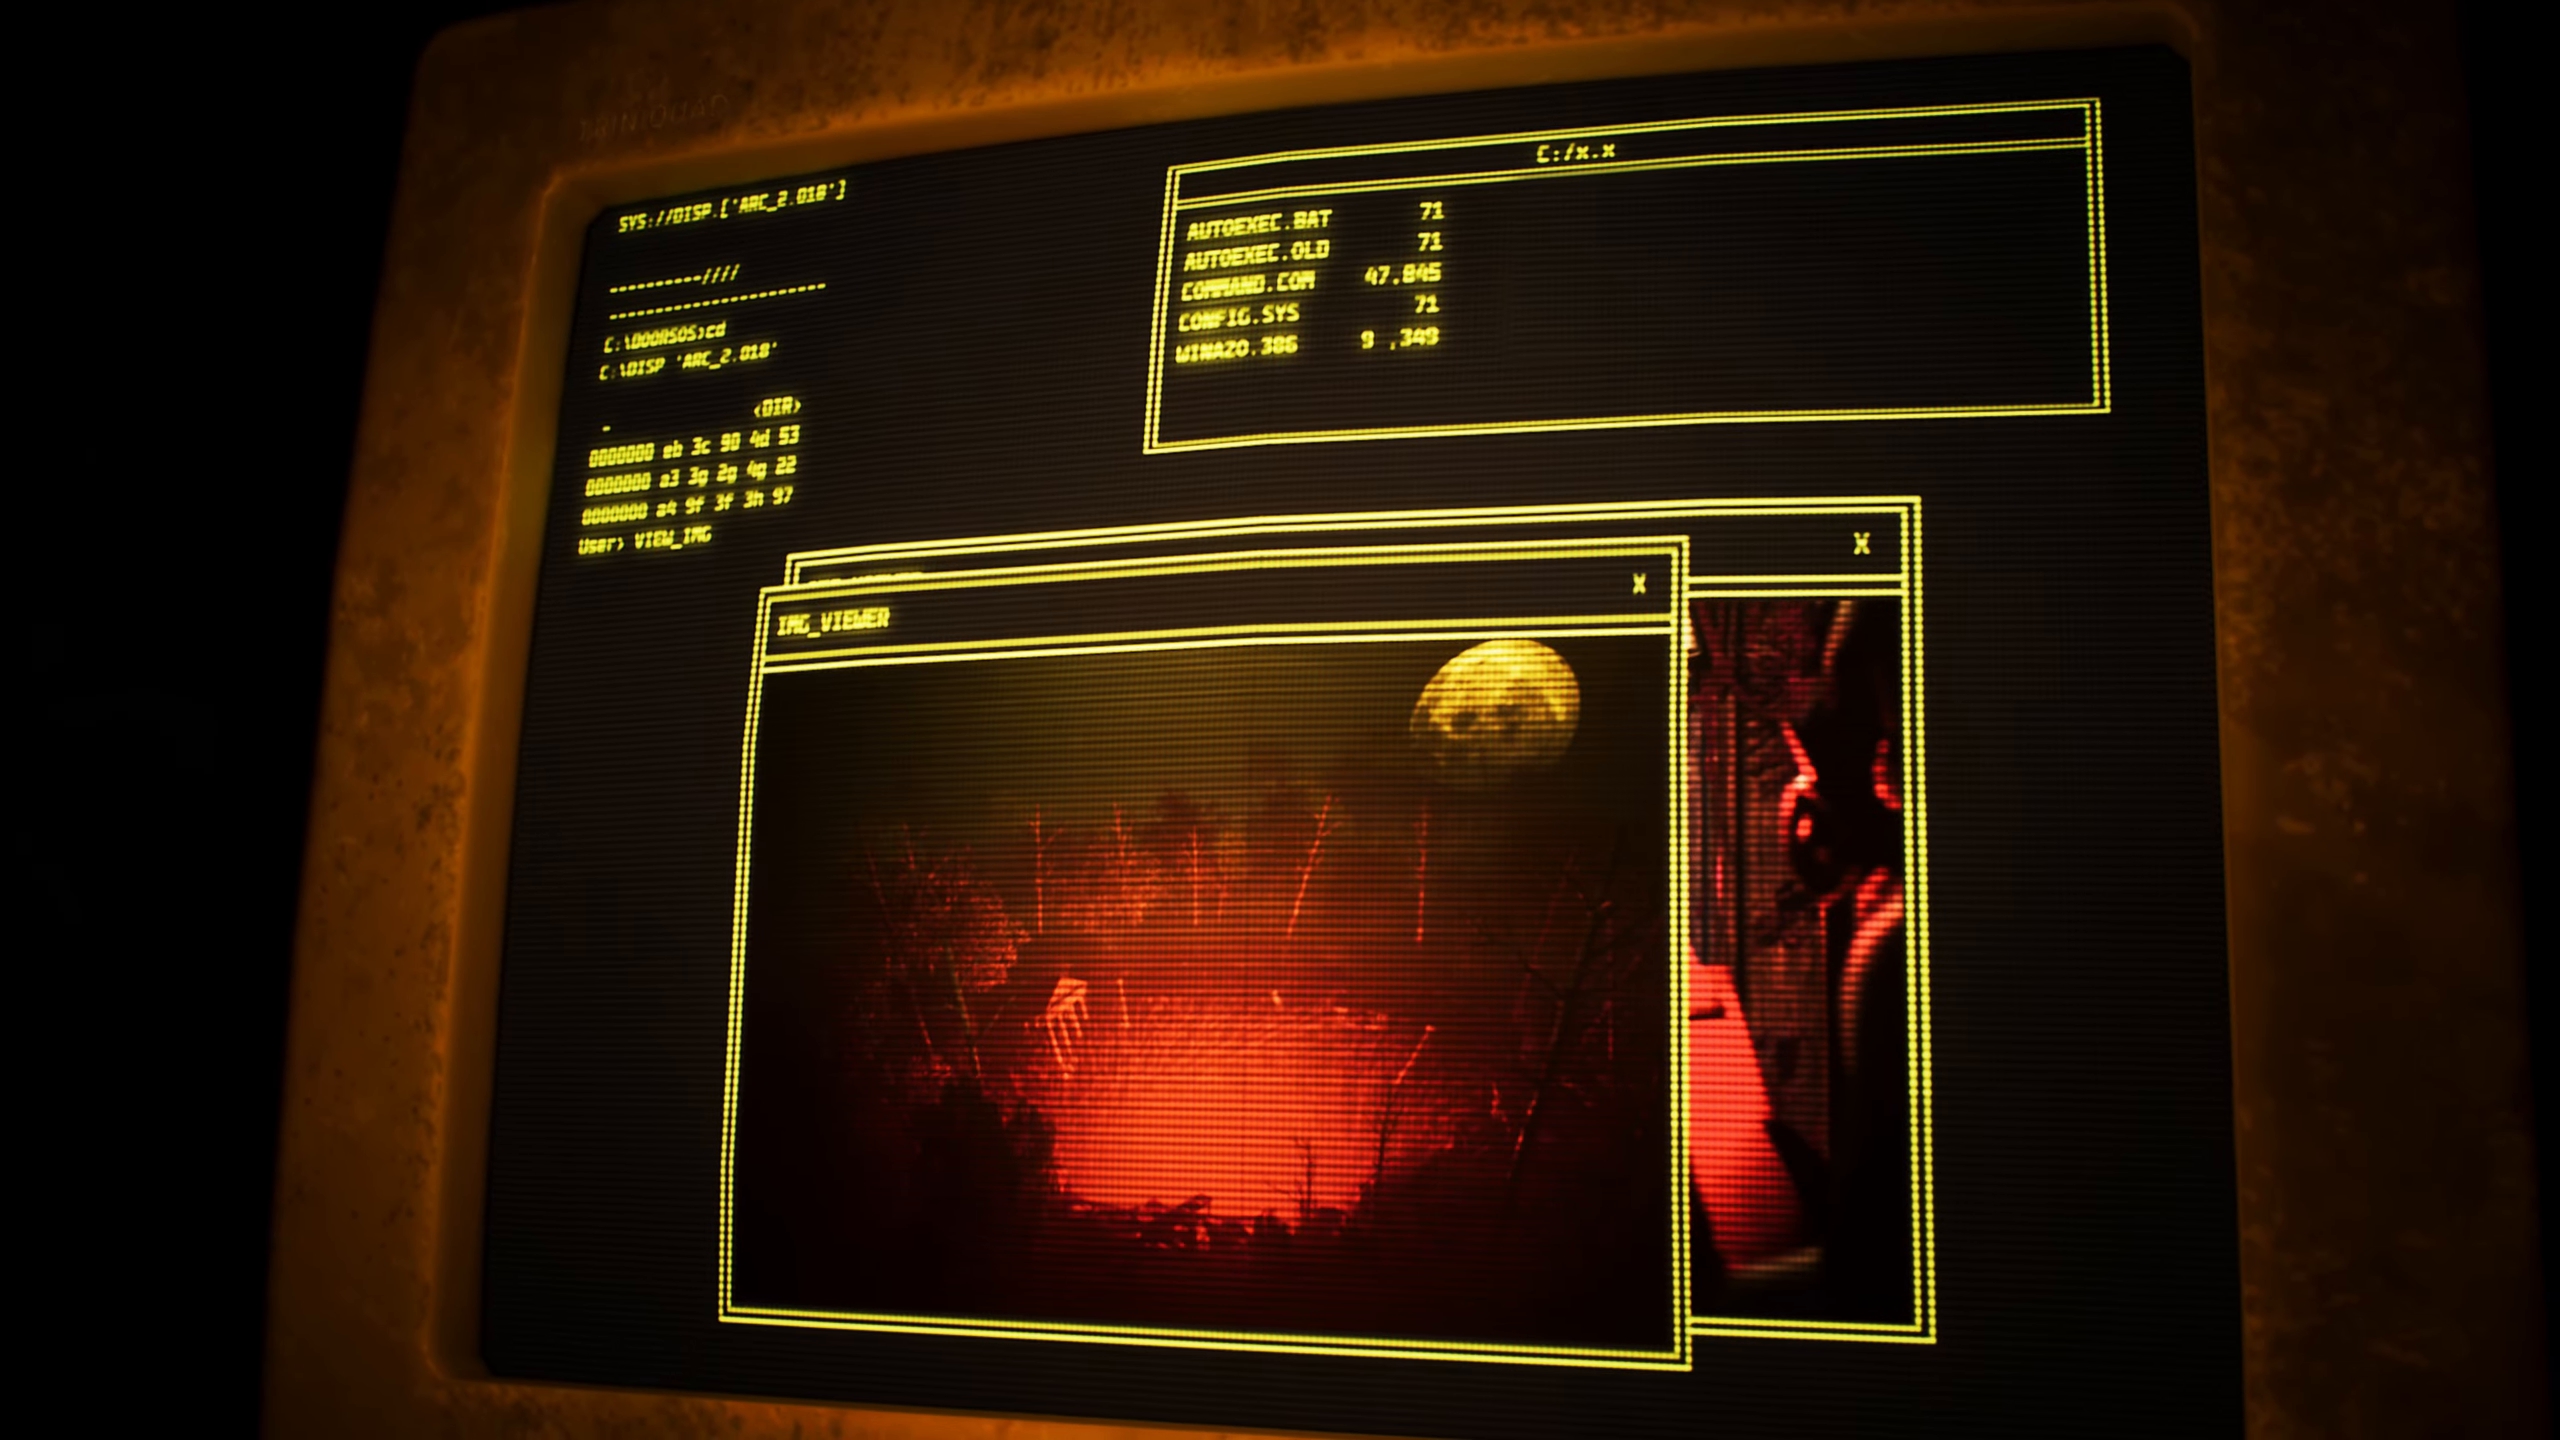 TRINIQUAD
SYS://DISP.['ARC_2.018']
----------////
-----------------------
C:\DOORSOS>cd
C:\DISP 'ARC_2.018'
. <DIR>
0000000 eb 3c 90 4d 53
0000000 a3 3g 2g 4g 22
0000000 a4 9f 3f 3h 97
User> VIEW_IMG
C:/x.x
AUTOEXEC.BAT 71
AUTOEXEC.OLD 71
COMMAND.COM 47.845
CONFIG.SYS 71
WINA20.386 9 .349
X
IMG_VIEWER X